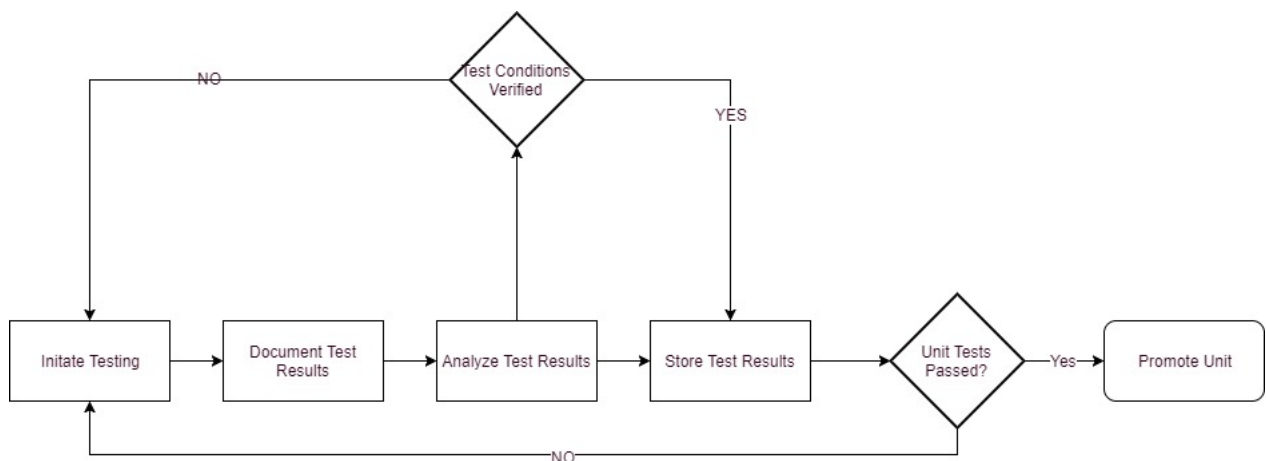 Test Conditions
Verified
NO
YES
Initate Testing
Document Test
Results
Analyze Test Results
Store Test Results
Unit Tests
Passed?
Yes
Promote Unit
NO